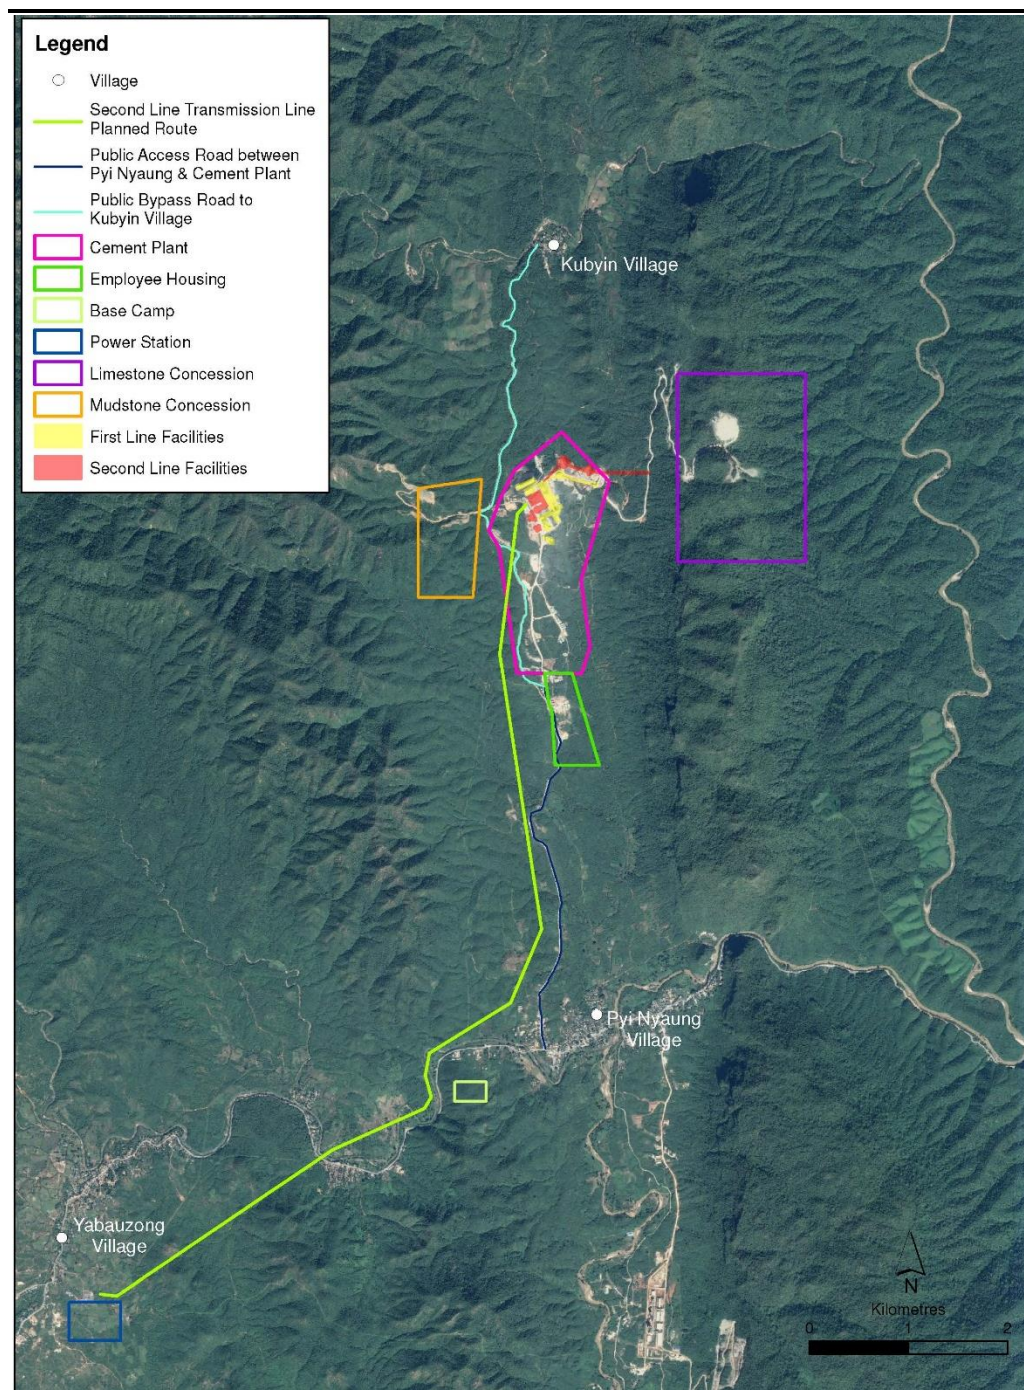 Legend
Village
Second Line Transmission Line
Planned Route
Public Access Road between
Pyi Nyaung & Cement Plant
Public Bypass Road to
Kubyin Village
Cement Plant
Employee Housing
Base Camp
Power Station
Limestone Concession
Mudstone Concession
First Line Facilities
Second Line Facilities
Kubyin Village
Pyi Nyaung
Village
Yabauzong
Village
N
Kilometres
0 1 2